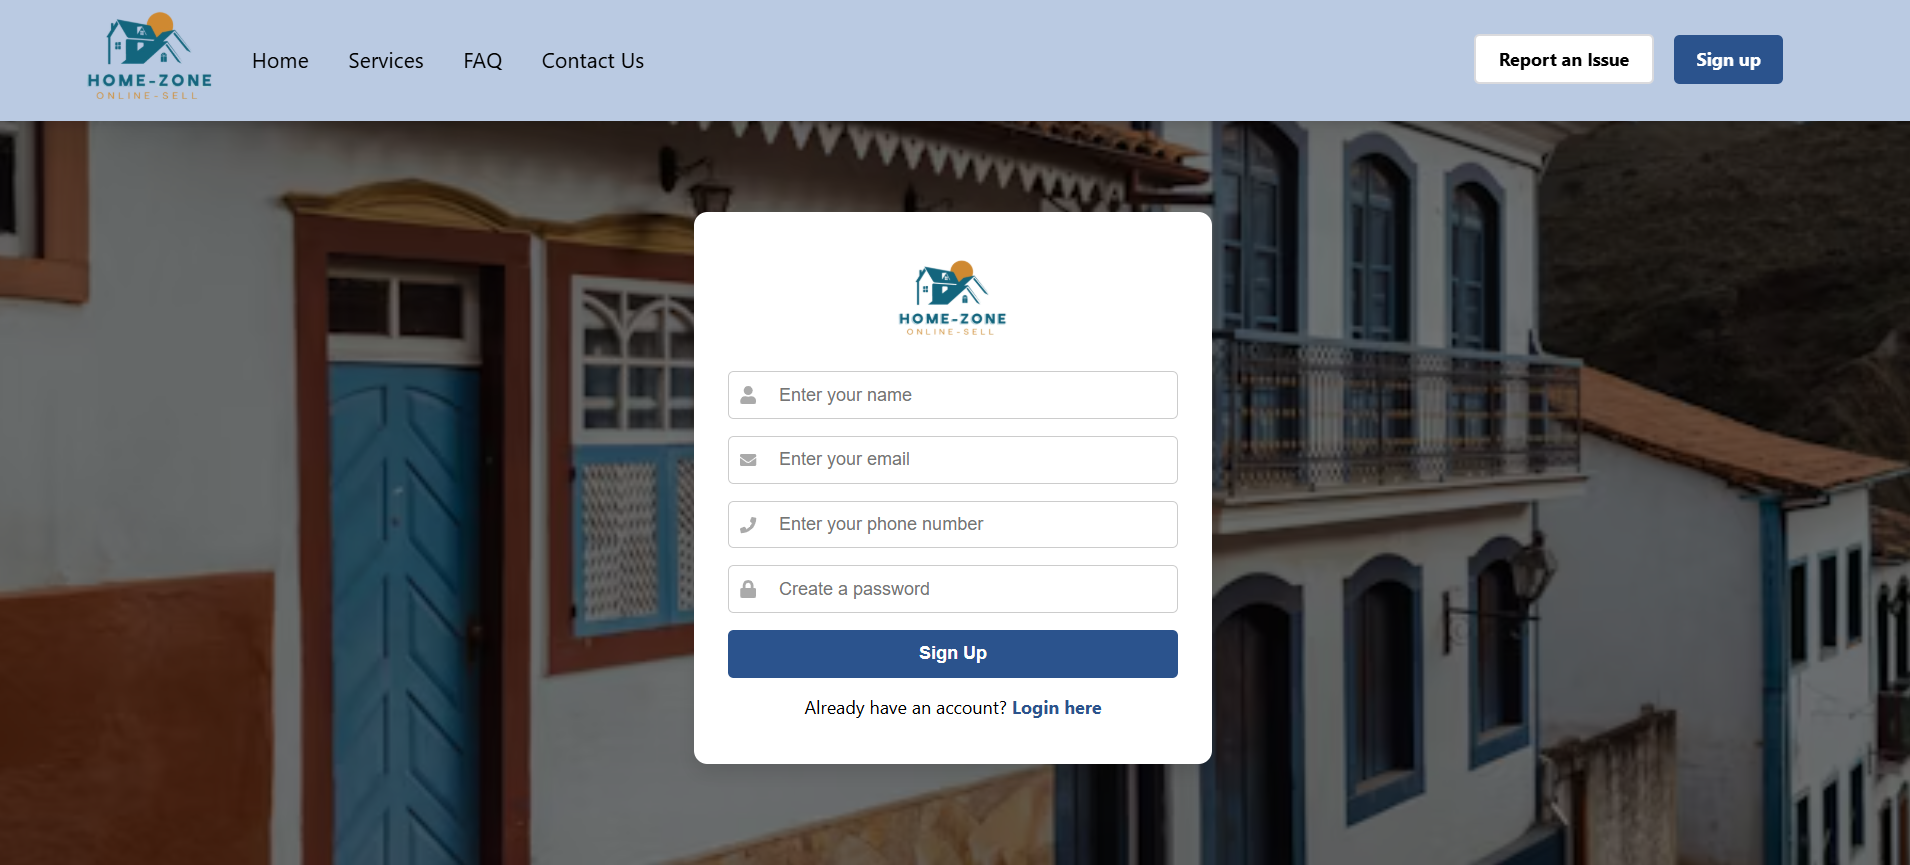 HOME-ZONE
ONLINE-SELL
Home
Services
FAQ
Contact Us
Report an Issue
Sign up
HOME-ZONE
ONLINE-SELL
Enter your name
Enter your email
Enter your phone number
Create a password
Sign Up
Already have an account? Login here